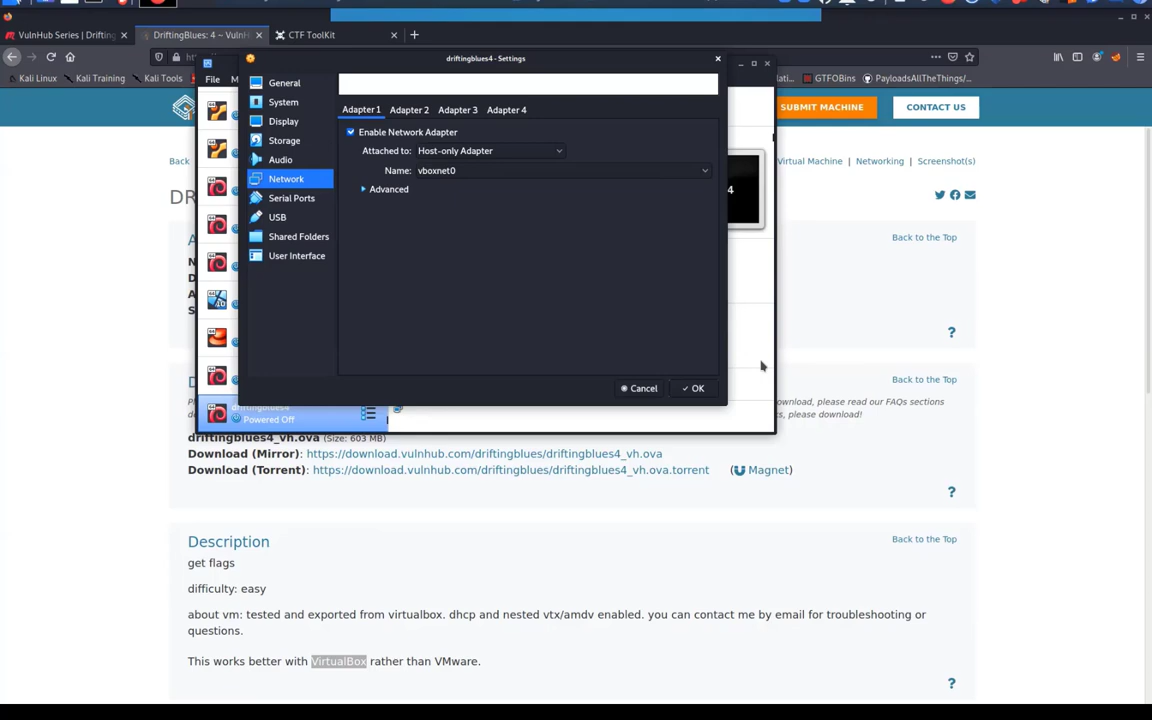 VulnHub Series | Drifting
DriftingBlues: 4 ~ VulnH
CTF ToolKit
Kali Linux
Kali Training
Kali Tools
GTFOBins
PayloadsAllTheThings/...
driftingblues4 - Settings
File
General
System
Display
Storage
Audio
Network
Serial Ports
USB
Shared Folders
User Interface
Adapter 1
Adapter 2
Adapter 3
Adapter 4
Enable Network Adapter
Attached to:
Host-only Adapter
Name:
vboxnet0
Advanced
Cancel
OK
driftingblues4
Powered Off
SUBMIT MACHINE
CONTACT US
Back
Virtual Machine
Networking
Screenshot(s)
DR
Back to the Top
?
Back to the Top
ownload, please read our FAQs sections
s, please download!
driftingblues4_vh.ova (Size: 603 MB)
Download (Mirror): https://download.vulnhub.com/driftingblues/driftingblues4_vh.ova
Download (Torrent): https://download.vulnhub.com/driftingblues/driftingblues4_vh.ova.torrent (Magnet)
?
Description
Back to the Top
get flags
difficulty: easy
about vm: tested and exported from virtualbox. dhcp and nested vtx/amdv enabled. you can contact me by email for troubleshooting or
questions.
This works better with VirtualBox rather than VMware.
?